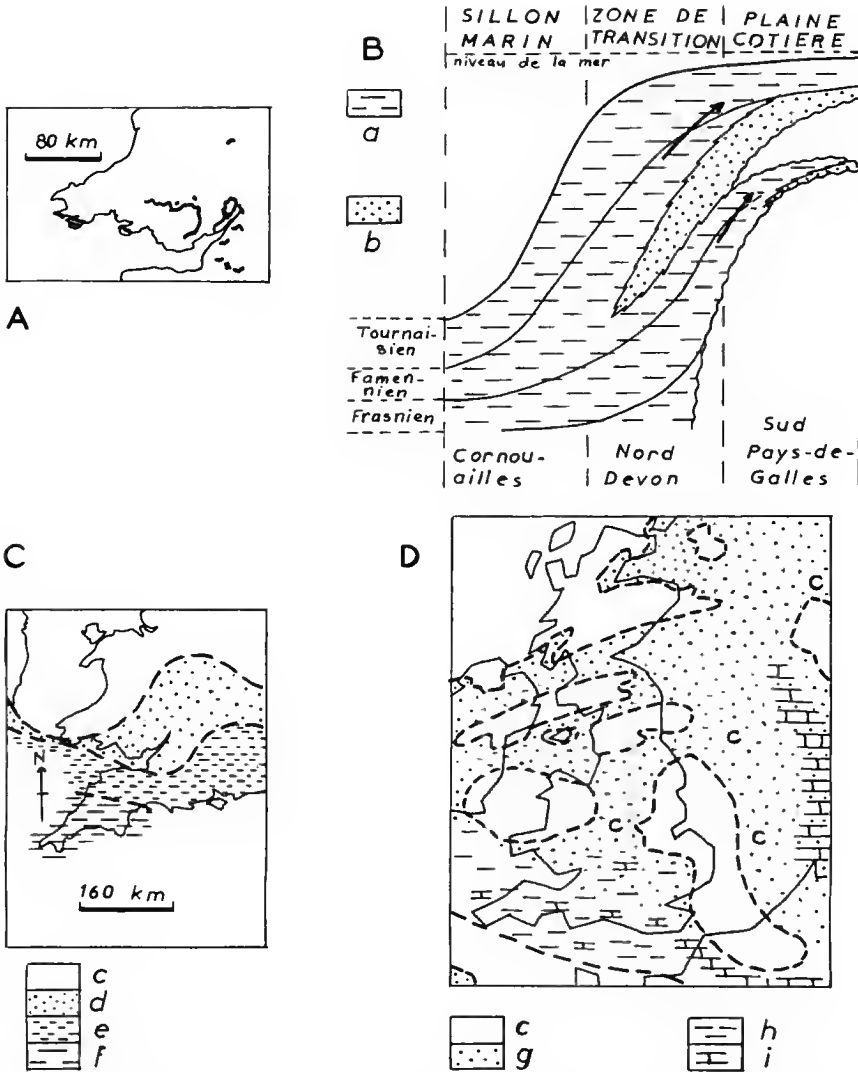 A
80 km
B
SILLON MARIN
ZONE DE TRANSITION
PLAINE COTIÈRE
niveau de la mer
a
b
Tournai-
sien
Famen-
nien
Frasnien
Cornou-
ailles
Nord
Devon
Sud
Pays-de-
Galles
C
N
160 km
c
d
e
f
D
c
S
c
S
c
c
c
g
h
i